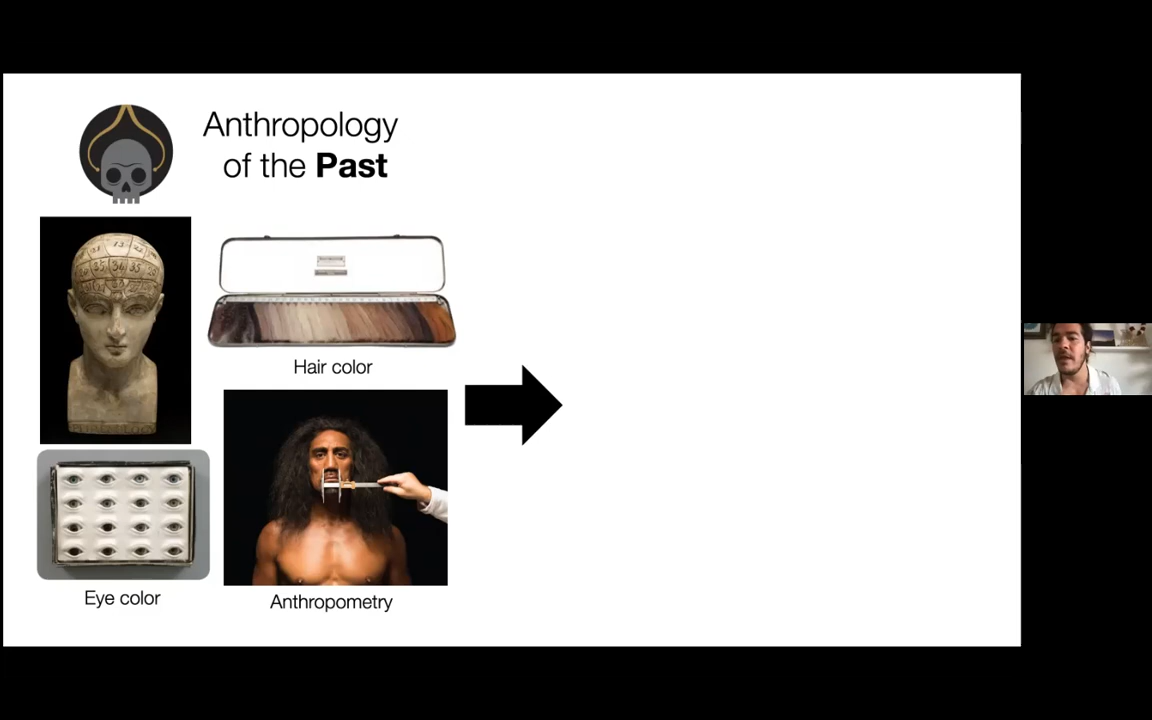 Anthropology
of the Past
Hair color
Eye color
Anthropometry